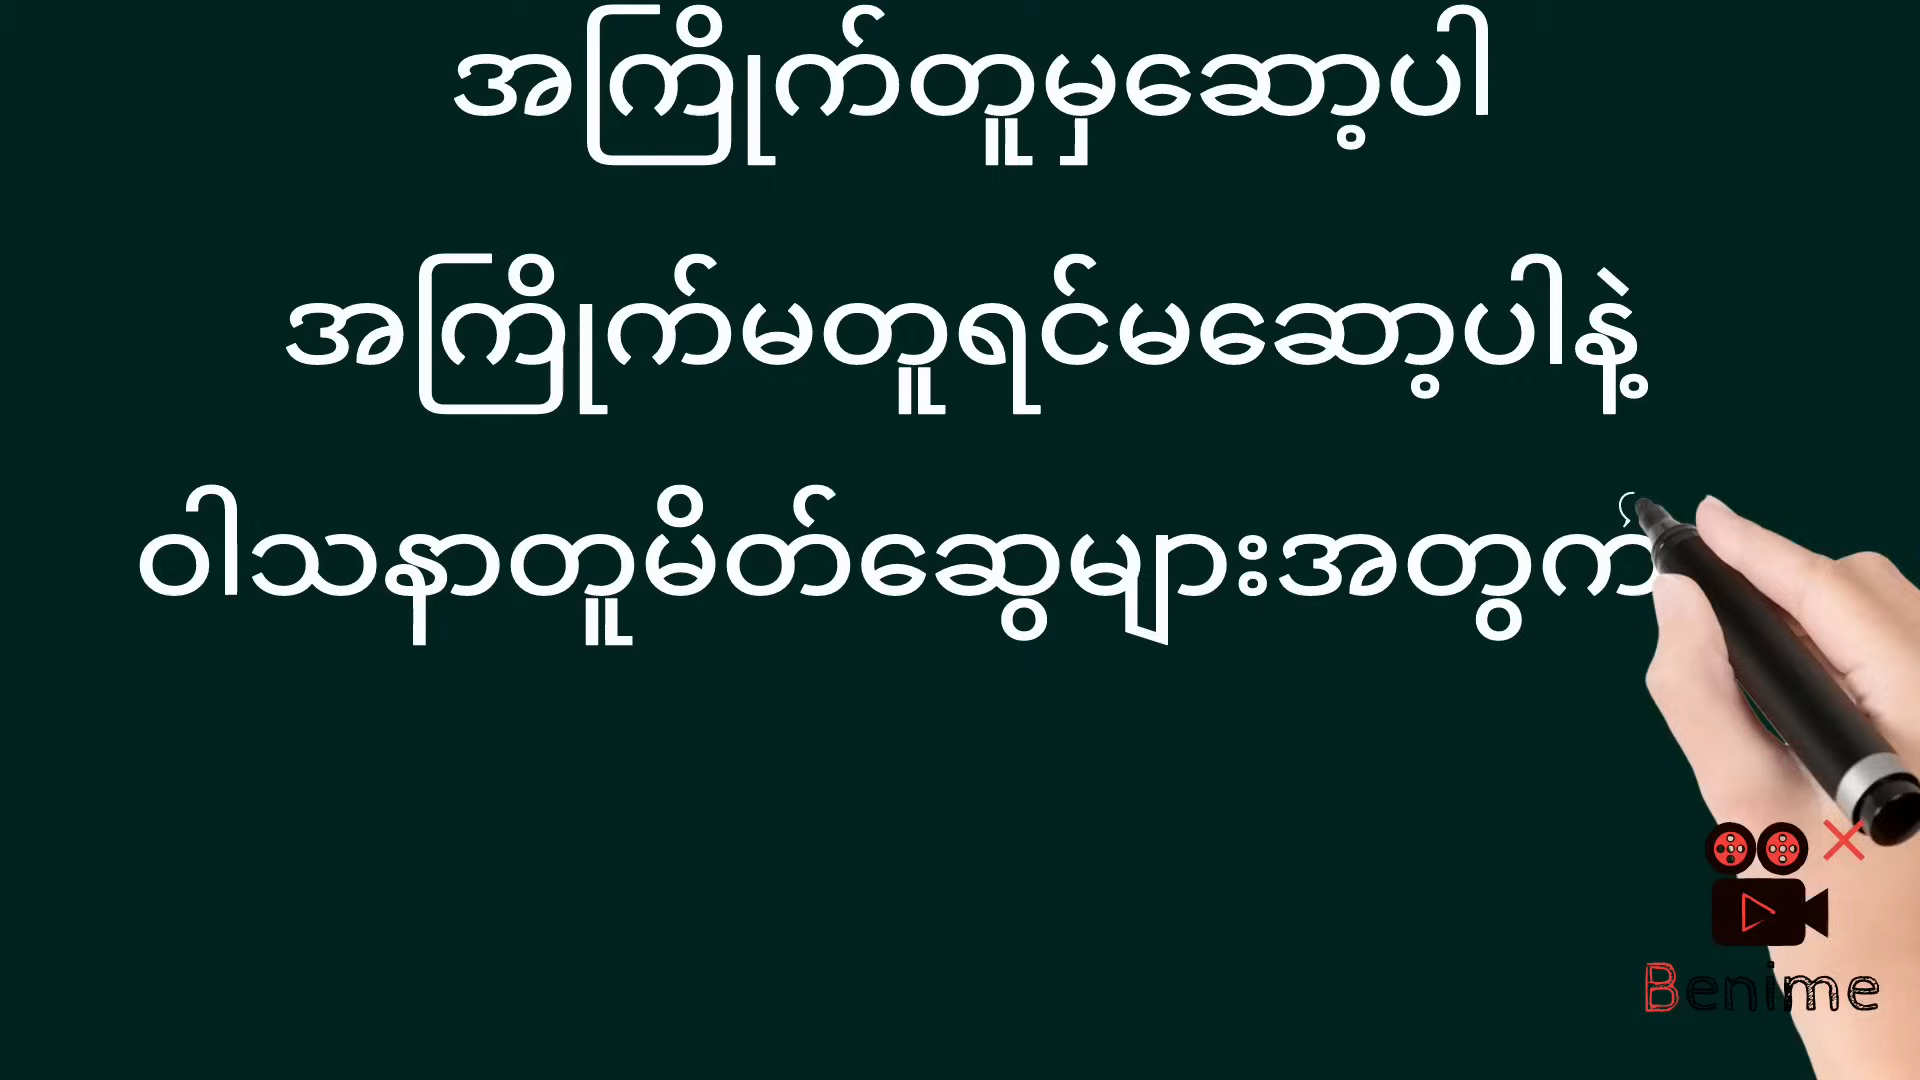 အကြိုက်တူမှဆော့ပါ
အကြိုက်မတူရင်မဆော့ပါနဲ့
ဝါသနာတူမိတ်ဆွေများအတွက်
Benime